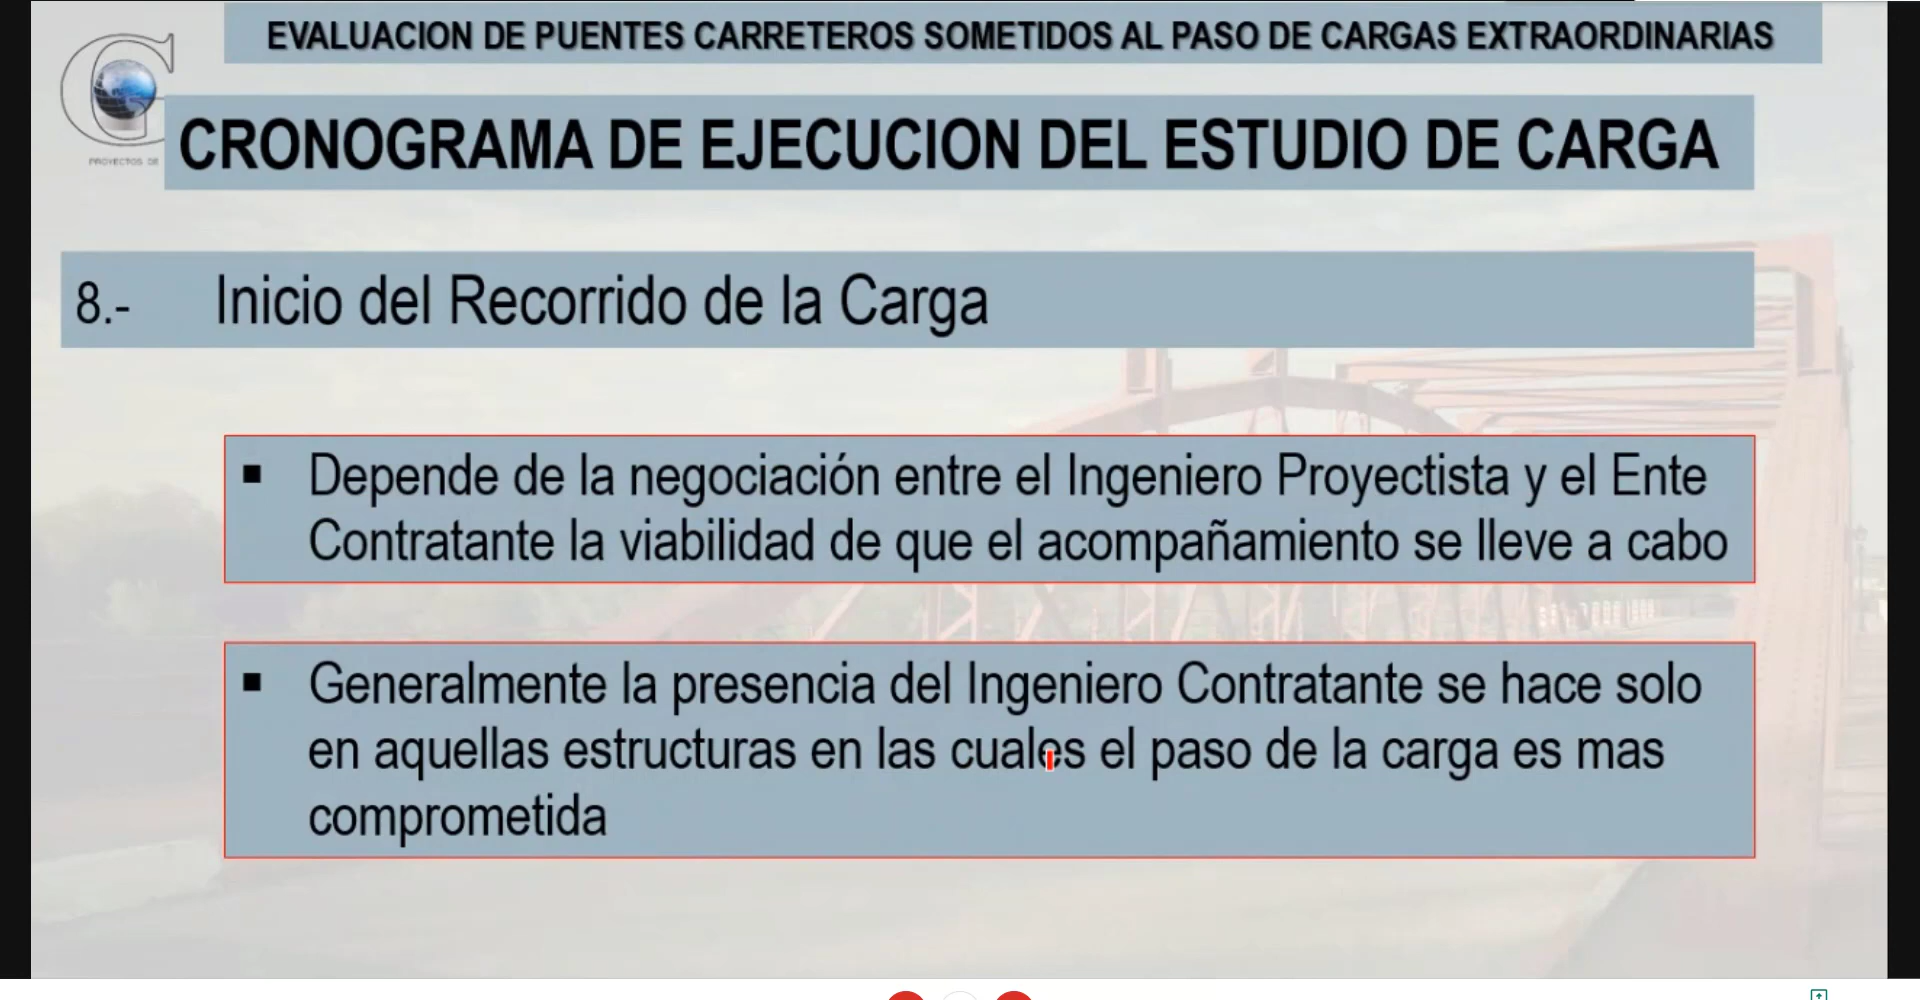 EVALUACION DE PUENTES CARRETEROS SOMETIDOS AL PASO DE CARGAS EXTRAORDINARIAS
PROYECTOS DE
CRONOGRAMA DE EJECUCION DEL ESTUDIO DE CARGA
8.- Inicio del Recorrido de la Carga
▪ Depende de la negociación entre el Ingeniero Proyectista y el Ente
Contratante la viabilidad de que el acompañamiento se lleve a cabo
▪ Generalmente la presencia del Ingeniero Contratante se hace solo
en aquellas estructuras en las cuales el paso de la carga es mas
comprometida